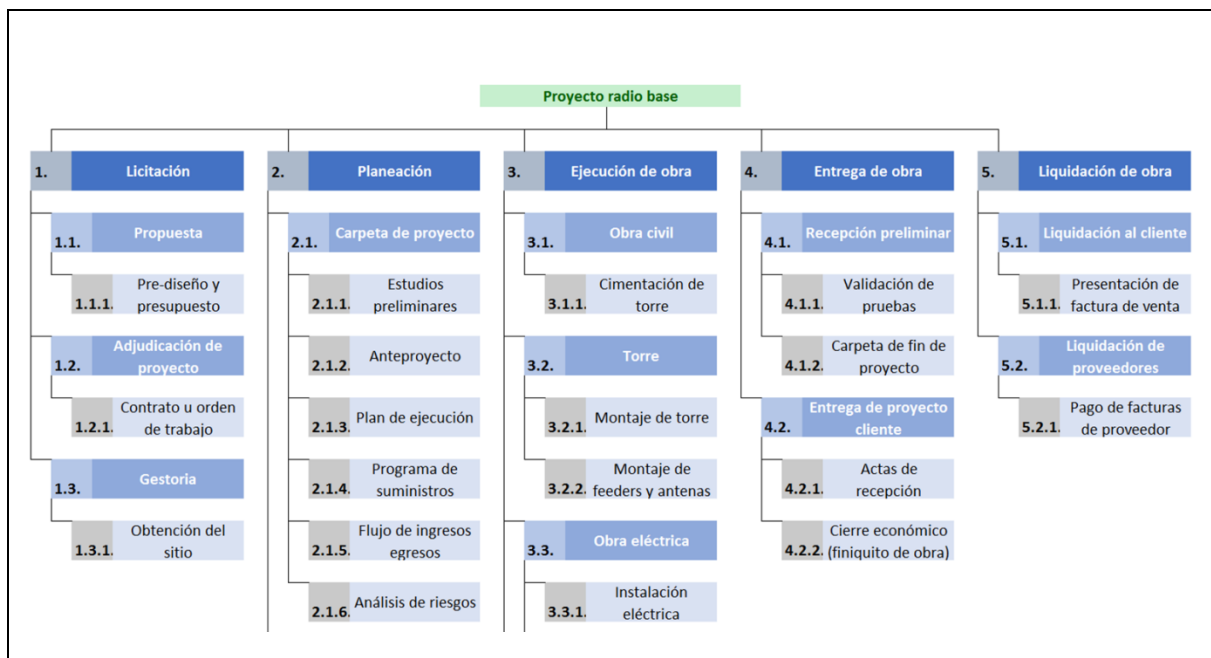 Proyecto radio base
1. Licitación
1.1. Propuesta
1.1.1. Pre-diseño y
presupuesto
1.2. Adjudicación de
proyecto
1.2.1. Contrato u orden
de trabajo
1.3. Gestoria
1.3.1. Obtención del
sitio
2. Planeación
2.1. Carpeta de proyecto
2.1.1. Estudios
preliminares
2.1.2. Anteproyecto
2.1.3. Plan de ejecución
2.1.4. Programa de
suministros
2.1.5. Flujo de ingresos
egresos
2.1.6. Análisis de riesgos
3. Ejecución de obra
3.1. Obra civil
3.1.1. Cimentación de
torre
3.2. Torre
3.2.1. Montaje de torre
3.2.2. Montaje de
feeders y antenas
3.3. Obra eléctrica
3.3.1. Instalación
eléctrica
4. Entrega de obra
4.1. Recepción preliminar
4.1.1. Validación de
pruebas
4.1.2. Carpeta de fin de
proyecto
4.2. Entrega de proyecto
cliente
4.2.1. Actas de
recepción
4.2.2. Cierre económico
(finiquito de obra)
5. Liquidación de obra
5.1. Liquidación al cliente
5.1.1. Presentación de
factura de venta
5.2. Liquidación de
proveedores
5.2.1. Pago de facturas
de proveedor